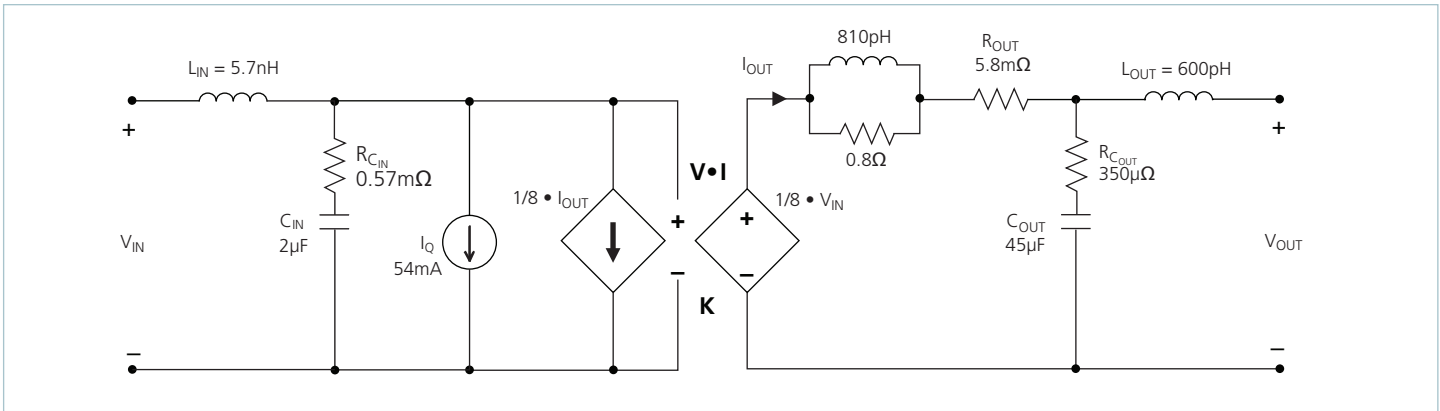 L_IN = 5.7nH
+
–
V_IN
R_C_IN
0.57mΩ
C_IN
2µF
I_Q
54mA
1/8 • I_OUT
+
–
V•I
K
+
–
1/8 • V_IN
I_OUT
810pH
0.8Ω
R_OUT
5.8mΩ
R_C_OUT
350µΩ
C_OUT
45µF
L_OUT = 600pH
+
–
V_OUT